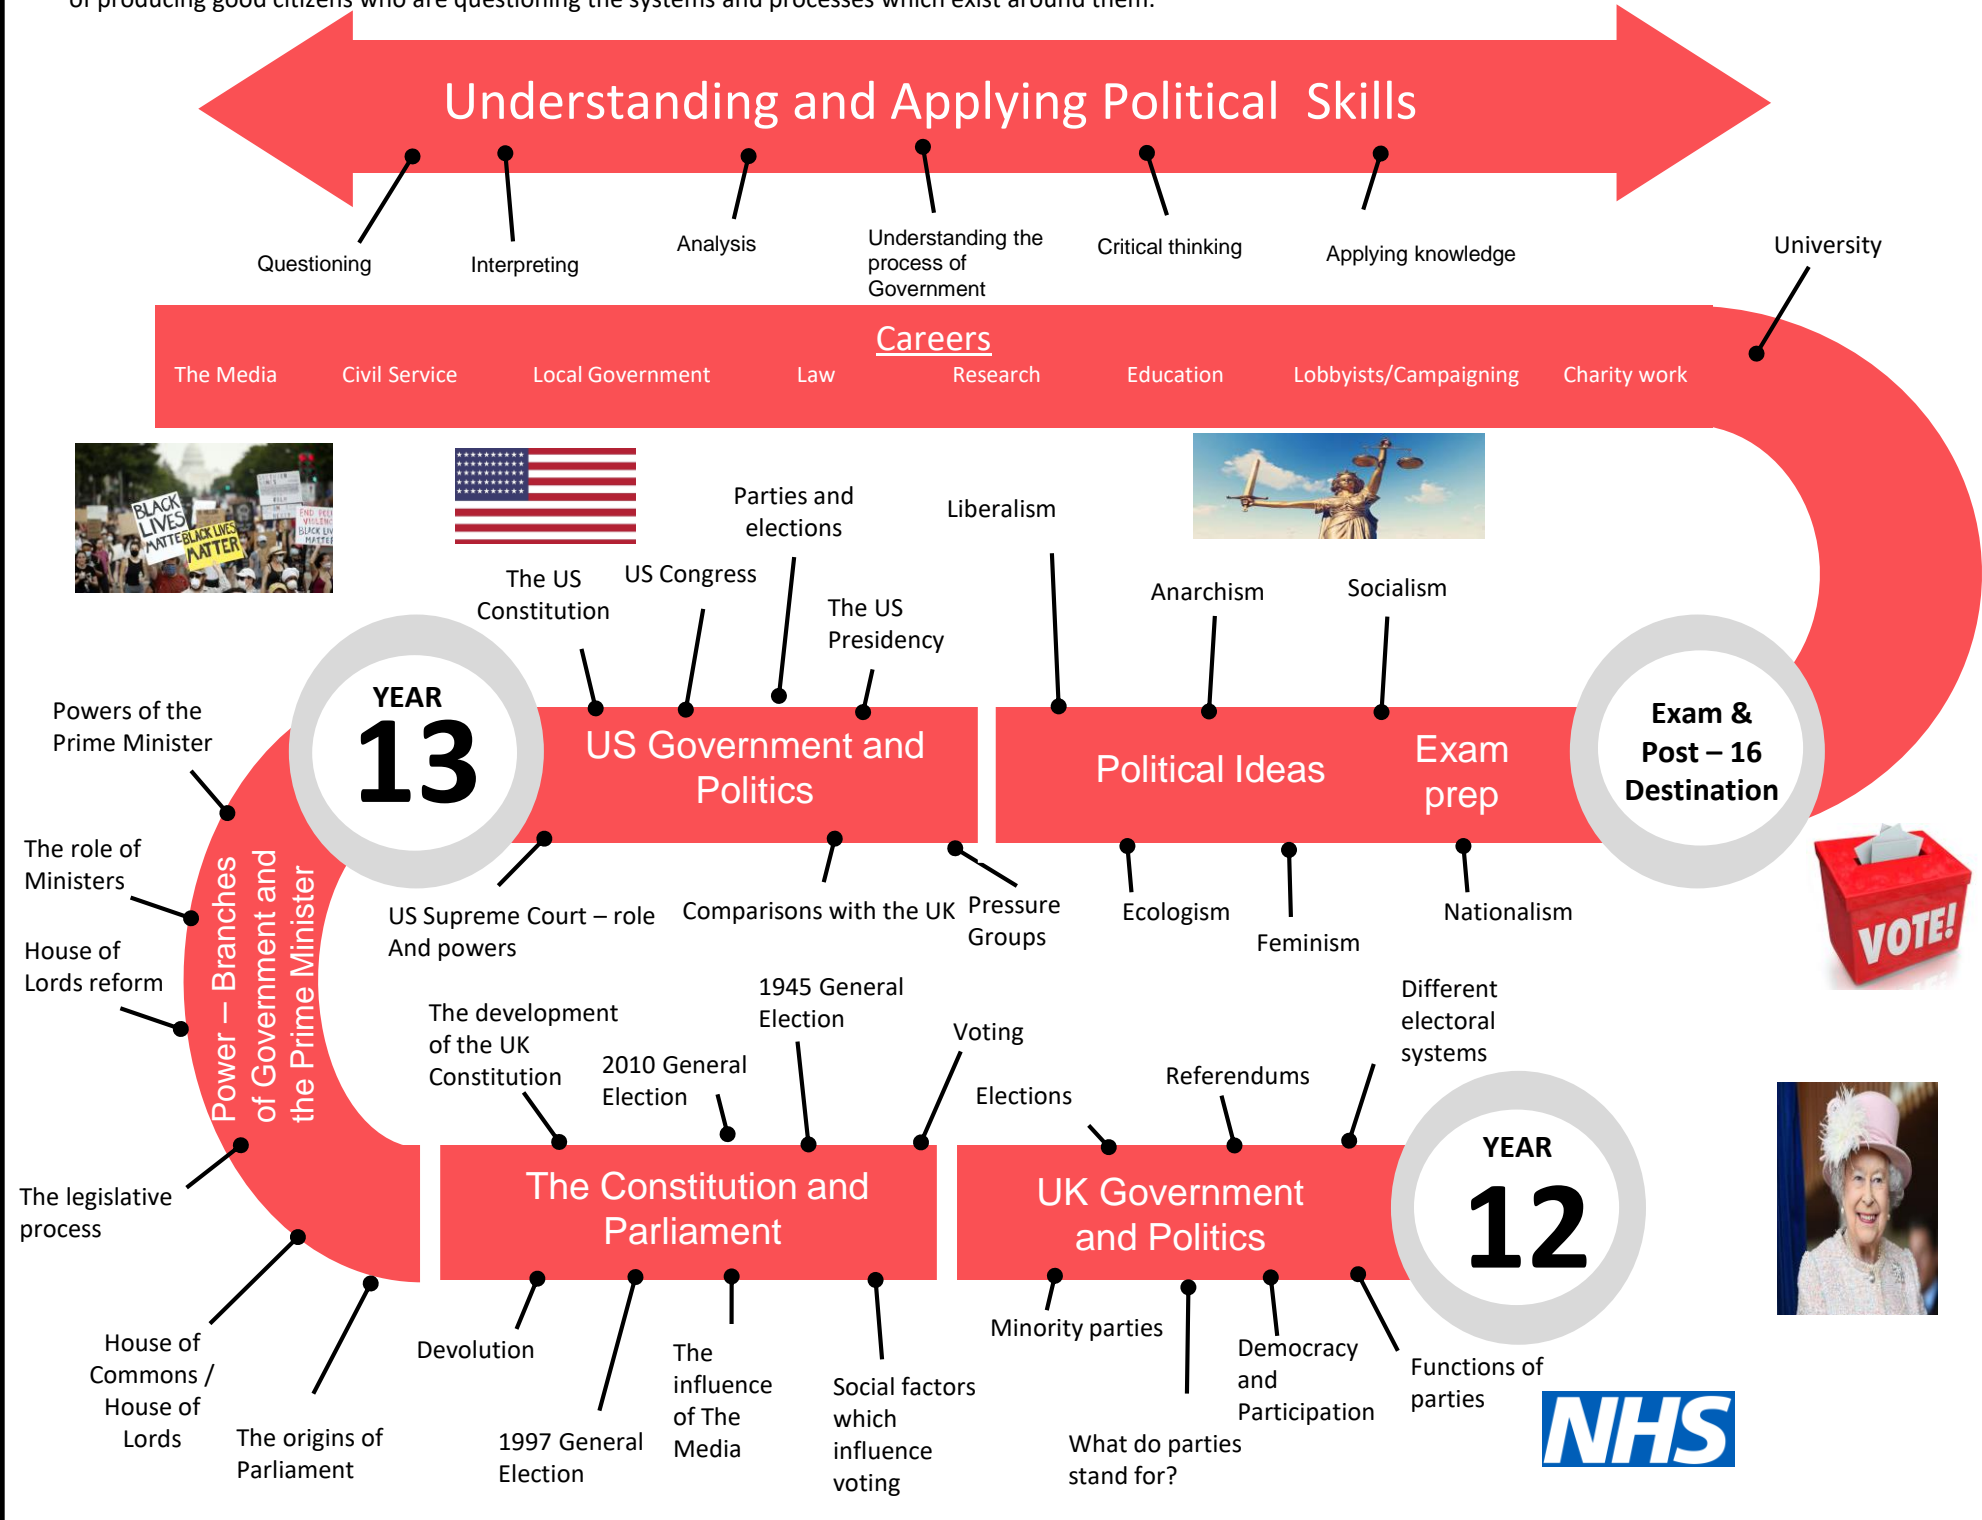 of producing good citizens who are questioning the systems and processes which exist around them.
Understanding and Applying Political Skills
Questioning
Interpreting
Analysis
Understanding the
process of
Government
Critical thinking
Applying knowledge
University
Careers
The Media
Civil Service
Local Government
Law
Research
Education
Lobbyists/Campaigning
Charity work
BLACK
LIVES
MATTE
BLACK LIVES
MATTER
Parties and
elections
Liberalism
The US
Constitution
US Congress
The US
Presidency
Anarchism
Socialism
YEAR
13
US Government and
Politics
Political Ideas
Exam
prep
Exam &
Post – 16
Destination
Powers of the
Prime Minister
The role of
Ministers
House of
Lords reform
Power – Branches
of Government and
the Prime Minister
US Supreme Court – role
And powers
Comparisons with the UK
Pressure
Groups
Ecologism
Feminism
Nationalism
VOTE!
The development
of the UK
Constitution
2010 General
Election
1945 General
Election
Voting
Elections
Referendums
Different
electoral
systems
The legislative
process
The Constitution and
Parliament
UK Government
and Politics
YEAR
12
House of
Commons /
House of
Lords
The origins of
Parliament
Devolution
1997 General
Election
The
influence
of The
Media
Social factors
which
influence
voting
Minority parties
What do parties
stand for?
Democracy
and
Participation
Functions of
parties
NHS